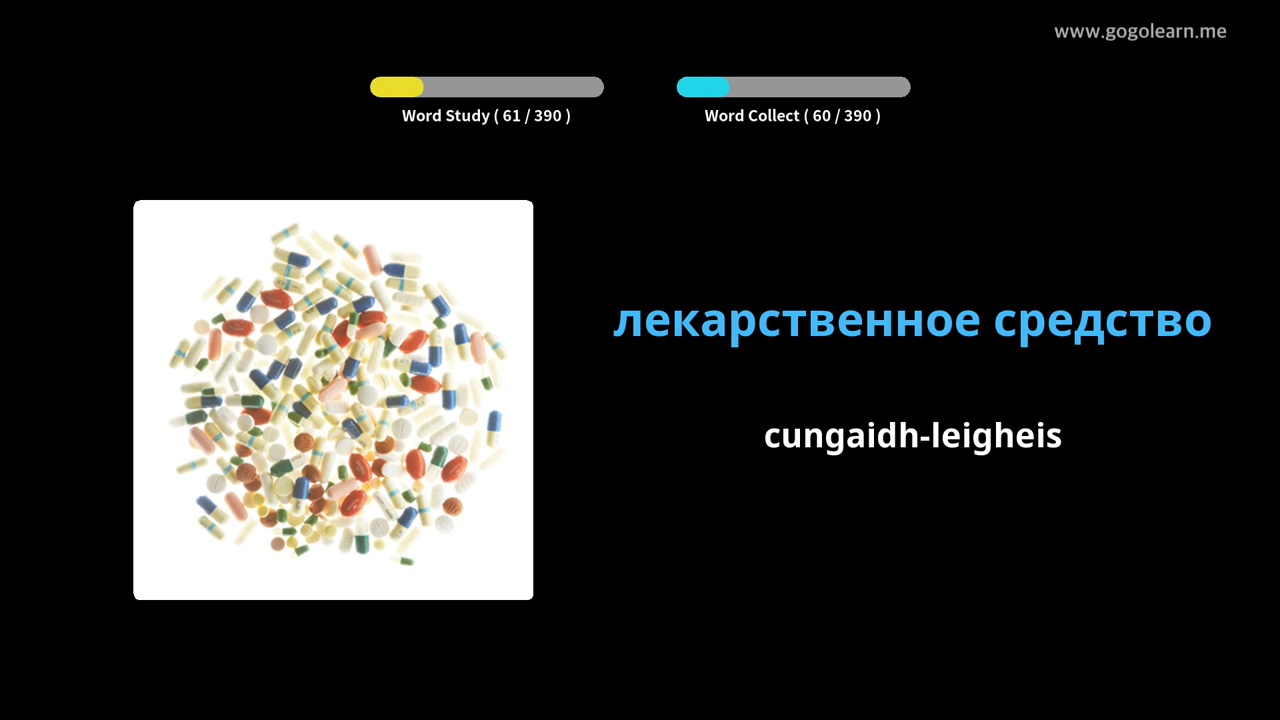 www.gogolearn.me
Word Study ( 61 / 390 )
Word Collect ( 60 / 390 )
лекарственное средство
cungaidh-leigheis